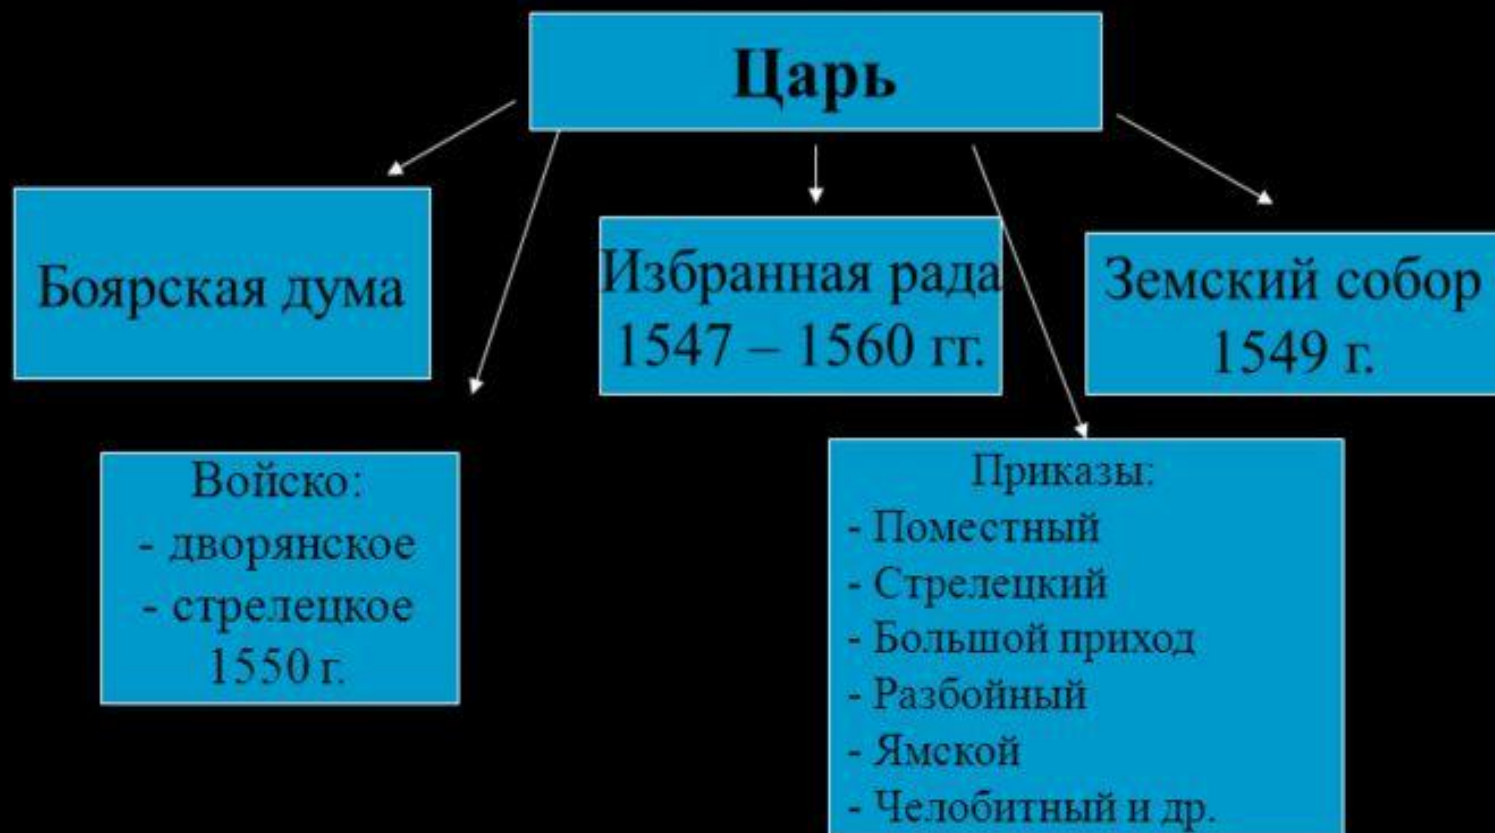 Царь
Боярская дума
Избранная рада
1547 – 1560 гг.
Земский собор
1549 г.
Войско:
- дворянское
- стрелецкое
1550 г.
Приказы:
- Поместный
- Стрелецкий
- Большой приход
- Разбойный
- Ямской
- Челобитный и др.